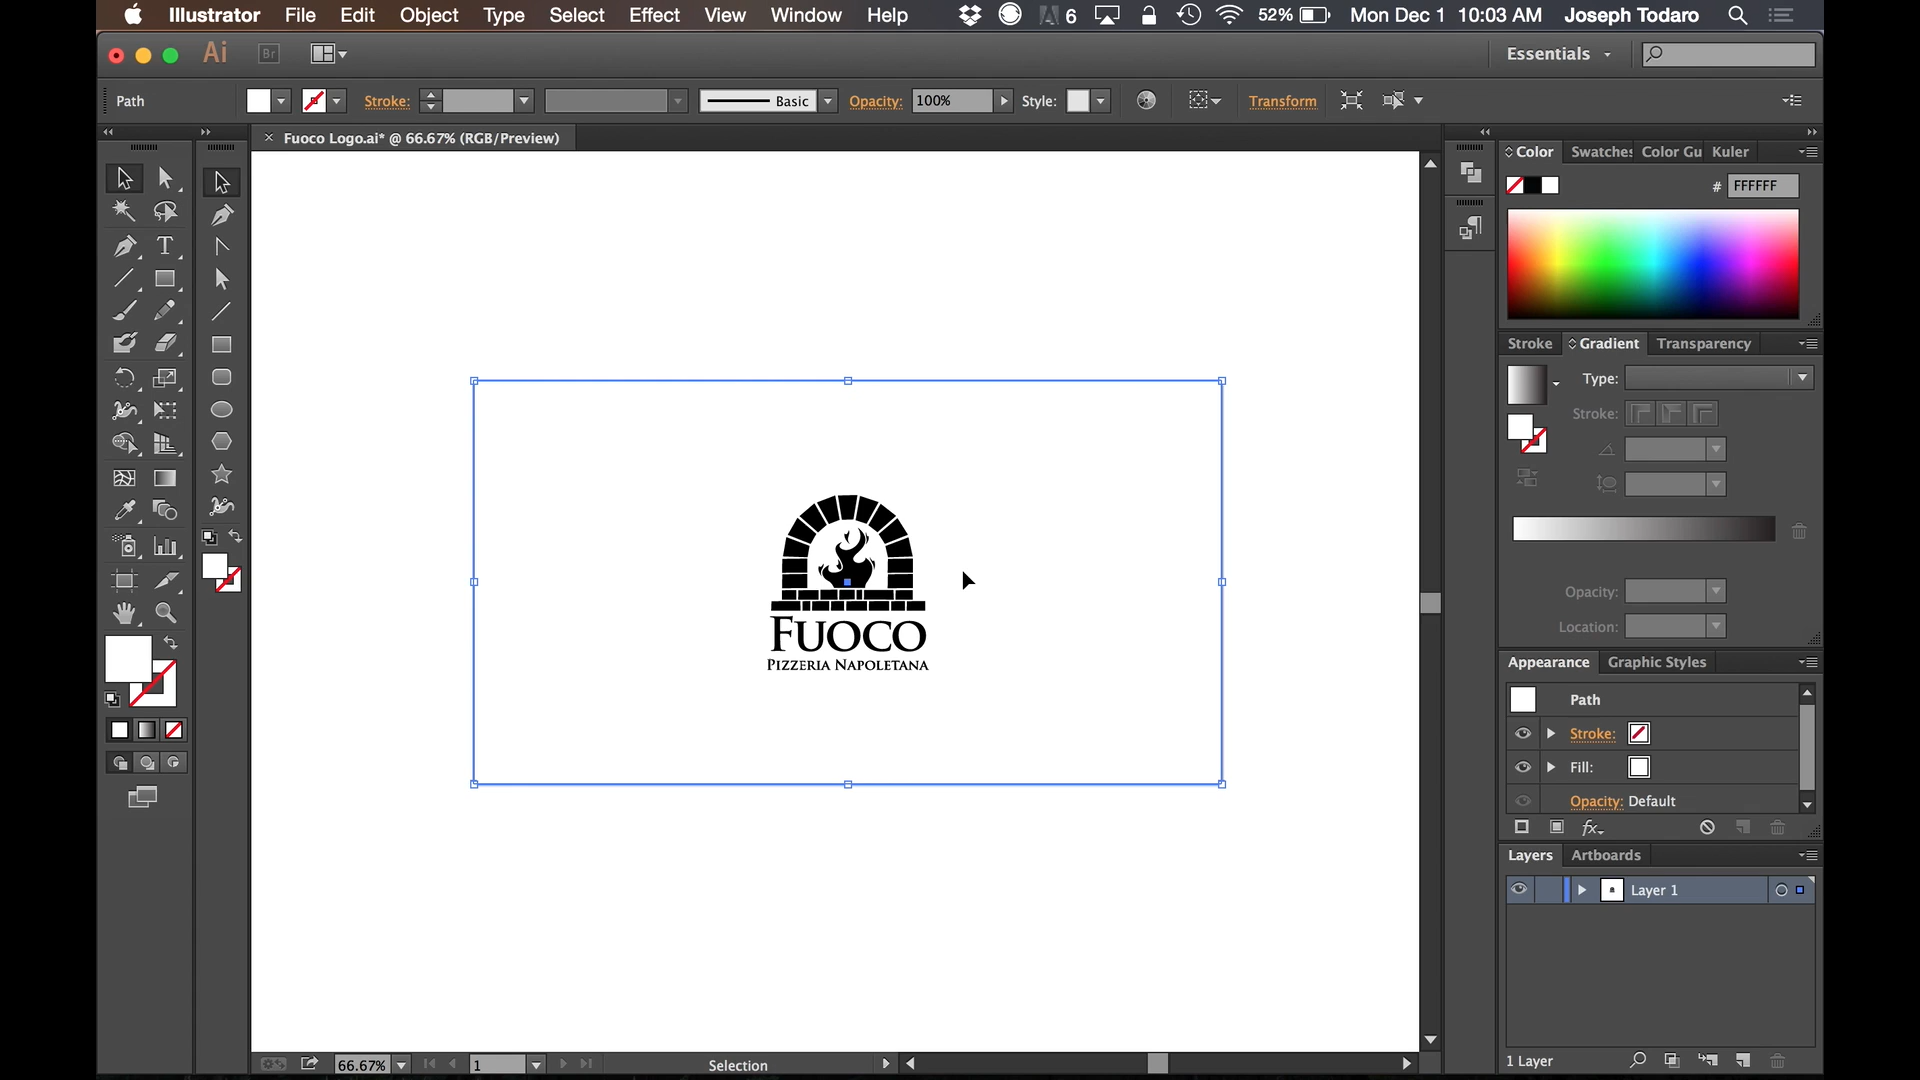 Illustrator File Edit Object Type Select Effect View Window Help 6 52% Mon Dec 1 10:03 AM Joseph Todaro
Ai Br Essentials
Path Stroke: Basic Opacity: 100% Style: Transform
× Fuoco Logo.ai* @ 66.67% (RGB/Preview)
Color Swatches Color Gu Kuler
# FFFFFF
Stroke Gradient Transparency
Type:
Stroke:
Opacity:
Location:
Fuoco
Pizzeria Napoletana
Appearance Graphic Styles
Path
Stroke:
Fill:
Opacity: Default
fx
Layers Artboards
Layer 1
1 Layer
66.67% 1 Selection